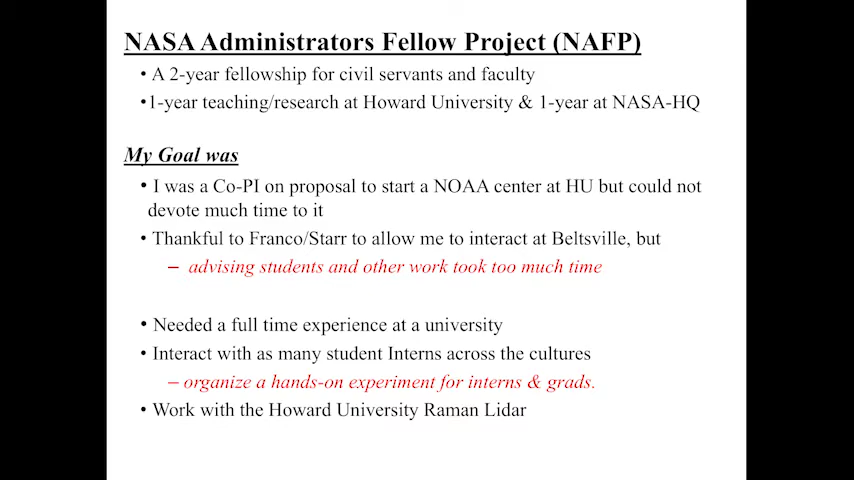 NASA Administrators Fellow Project (NAFP)
• A 2-year fellowship for civil servants and faculty
•1-year teaching/research at Howard University & 1-year at NASA-HQ
My Goal was
• I was a Co-PI on proposal to start a NOAA center at HU but could not
devote much time to it
• Thankful to Franco/Starr to allow me to interact at Beltsville, but
– advising students and other work took too much time
• Needed a full time experience at a university
• Interact with as many student Interns across the cultures
– organize a hands-on experiment for interns & grads.
• Work with the Howard University Raman Lidar